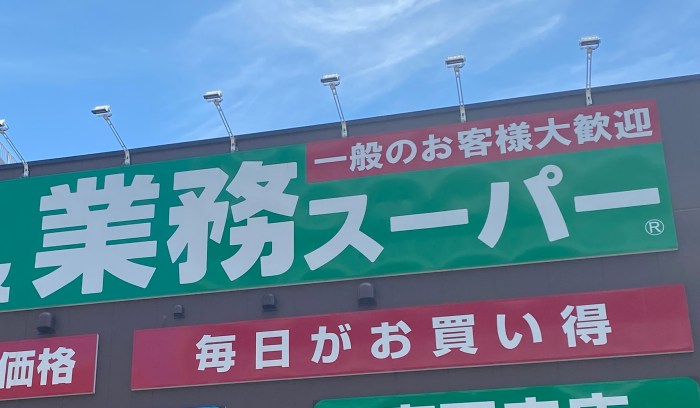 一般のお客様大歓迎
業務スーパー®
毎日がお買い得
価格